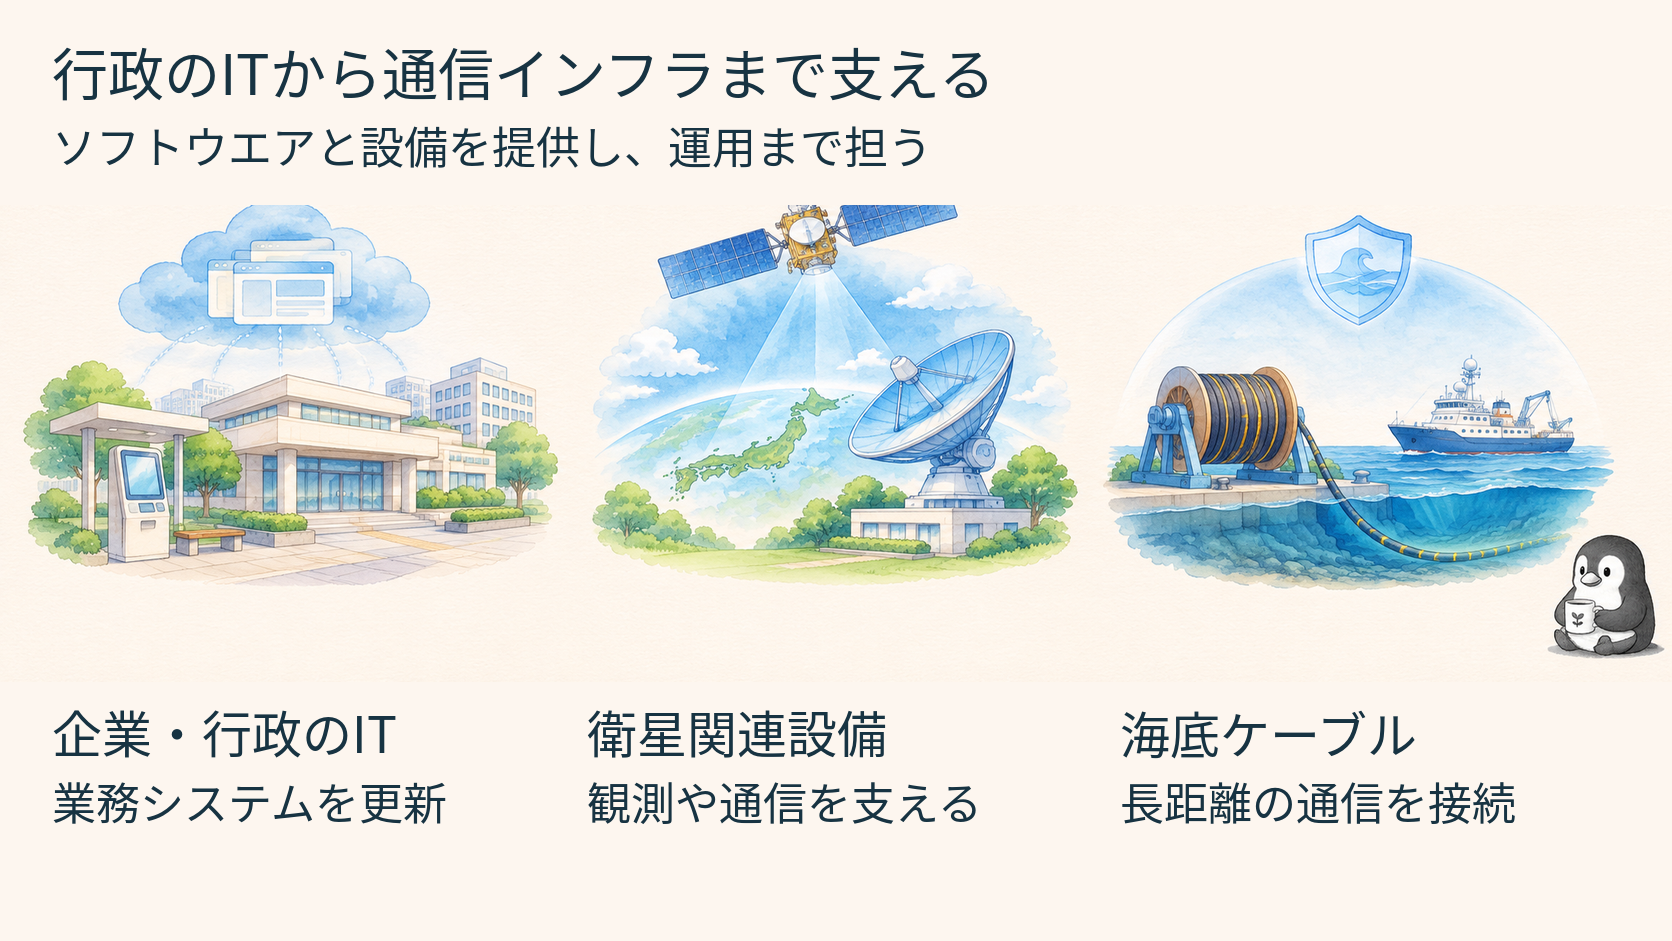 行政のITから通信インフラまで支える
ソフトウエアと設備を提供し、運用まで担う
企業・行政のIT
業務システムを更新
衛星関連設備
観測や通信を支える
海底ケーブル
長距離の通信を接続